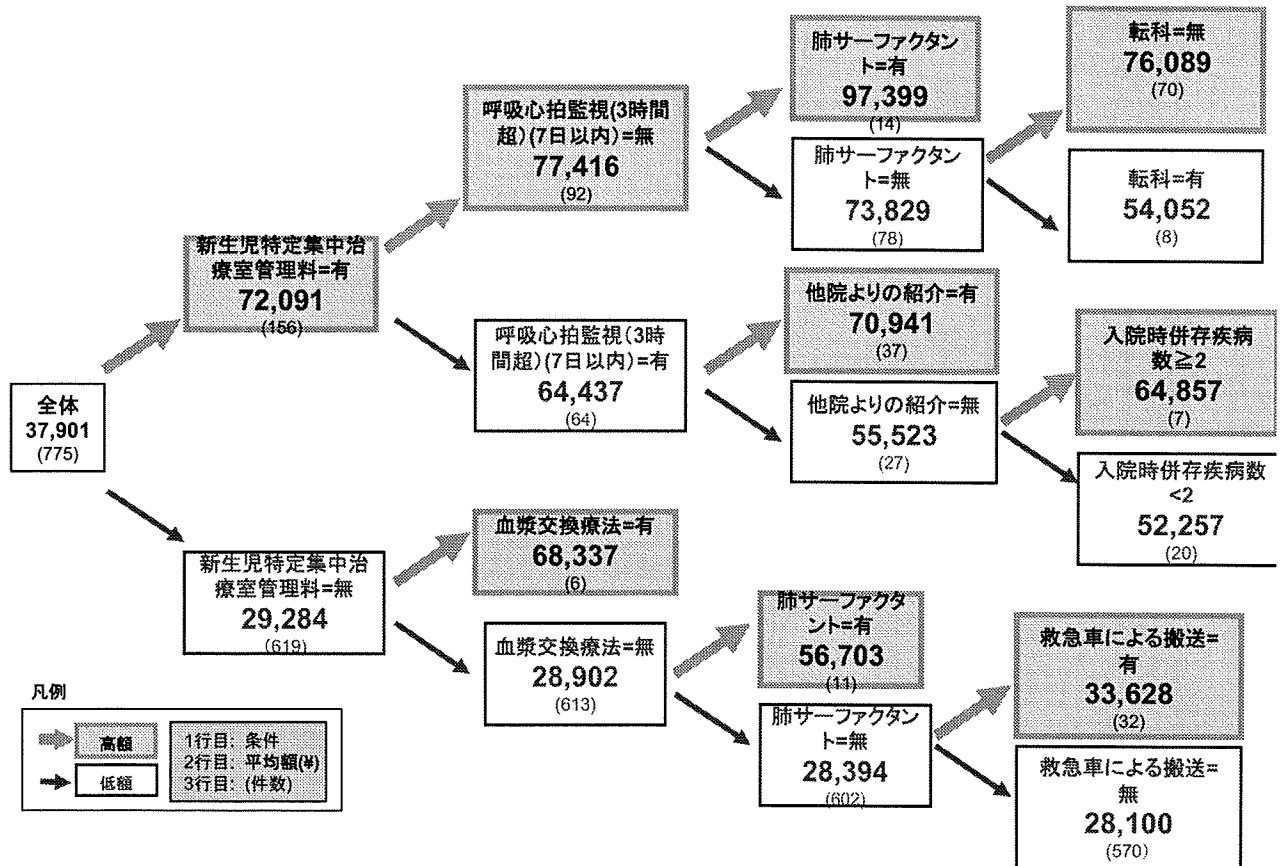 全体
37,901
(775)
新生児特定集中治
療室管理料=有
72,091
(156)
新生児特定集中治
療室管理料=無
29,284
(619)
呼吸心拍監視(3時間
超)(7日以内)=無
77,416
(92)
呼吸心拍監視(3時
間超)(7日以内)=有
64,437
(64)
血漿交換療法=有
68,337
(6)
血漿交換療法=無
28,902
(613)
肺サーファクタン
ト=有
97,399
(14)
肺サーファクタン
ト=無
73,829
(78)
他院よりの紹介=有
70,941
(37)
他院よりの紹介=無
55,523
(27)
肺サーファクタ
ント=有
56,703
(11)
肺サーファクタン
ト=無
28,394
(602)
転科=無
76,089
(70)
転科=有
54,052
(8)
入院時併存疾病
数≧2
64,857
(7)
入院時併存疾病数
<2
52,257
(20)
救急車による搬送=
有
33,628
(32)
救急車による搬送=
無
28,100
(570)
凡例
高額
低額
1行目: 条件
2行目: 平均額(¥)
3行目: (件数)